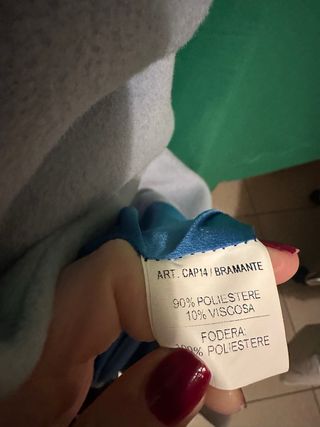 ART. CAP14 / BRAMANTE
90% POLIESTERE
10% VISCOSA
FODERA:
POLIESTERE